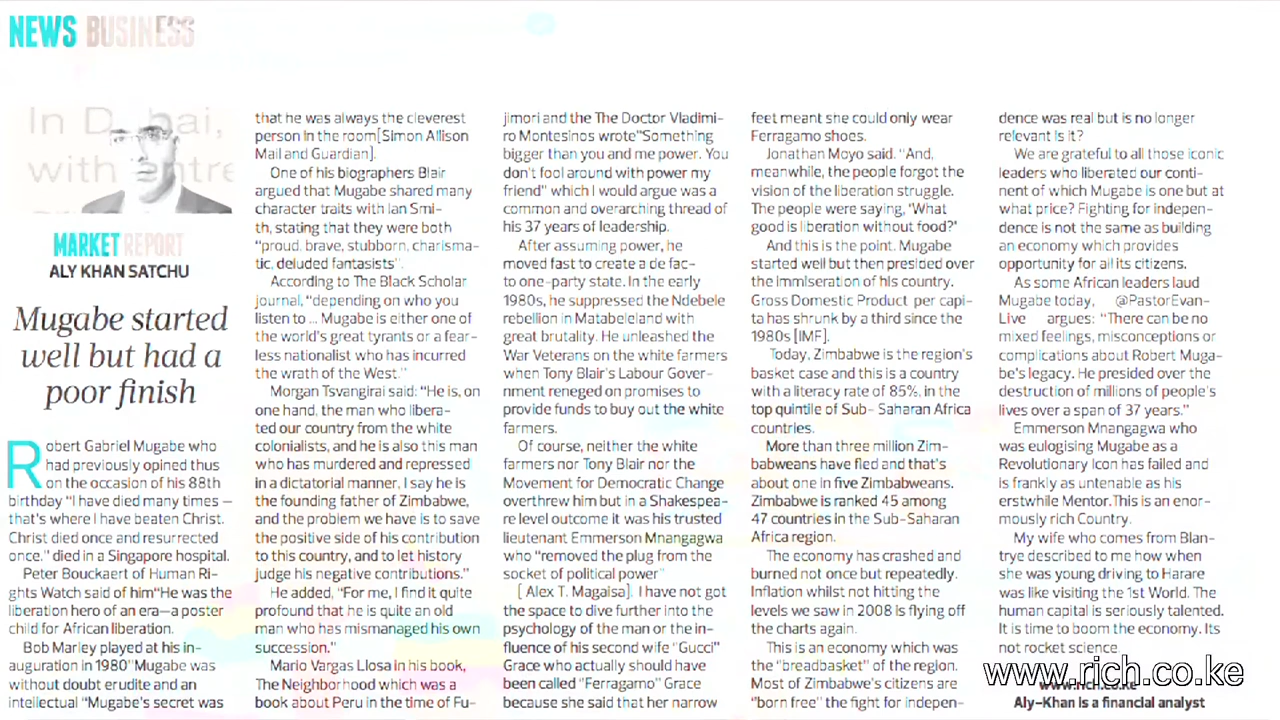 NEWS BUSINESS
In D bai,
with entre
MARKET REPORT
ALY KHAN SATCHU
Mugabe started
well but had a
poor finish
Robert Gabriel Mugabe who
had previously opined thus
on the occasion of his 88th
birthday "I have died many times —
that's where I have beaten Christ.
Christ died once and resurrected
once." died in a Singapore hospital.
Peter Bouckaert of Human Ri-
ghts Watch said of him"He was the
liberation hero of an era—a poster
child for African liberation.
Bob Marley played at his in-
auguration in 1980"Mugabe was
without doubt erudite and an
intellectual "Mugabe's secret was
that he was always the cleverest
person in the room[Simon Allison
Mail and Guardian].
One of his biographers Blair
argued that Mugabe shared many
character traits with Ian Smi-
th, stating that they were both
"proud, brave, stubborn, charisma-
tic, deluded fantasists".
According to The Black Scholar
journal, "depending on who you
listen to ... Mugabe is either one of
the world's great tyrants or a fear-
less nationalist who has incurred
the wrath of the West."
Morgan Tsvangirai said: "He is, on
one hand, the man who libera-
ted our country from the white
colonialists, and he is also this man
who has murdered and repressed
in a dictatorial manner, I say he is
the founding father of Zimbabwe,
and the problem we have is to save
the positive side of his contribution
to this country, and to let history
judge his negative contributions."
He added, "For me, I find it quite
profound that he is quite an old
man who has mismanaged his own
succession."
Mario Vargas Llosa in his book,
The Neighborhood which was a
book about Peru in the time of Fu-
jimori and the The Doctor Vladimi-
ro Montesinos wrote"Something
bigger than you and me power. You
don't fool around with power my
friend" which I would argue was a
common and overarching thread of
his 37 years of leadership.
After assuming power, he
moved fast to create a de fac-
to one-party state. In the early
1980s, he suppressed the Ndebele
rebellion in Matabeleland with
great brutality. He unleashed the
War Veterans on the white farmers
when Tony Blair's Labour Gover-
nment reneged on promises to
provide funds to buy out the white
farmers.
Of course, neither the white
farmers nor Tony Blair nor the
Movement for Democratic Change
overthrew him but in a Shakespea-
re level outcome it was his trusted
lieutenant Emmerson Mnangagwa
who "removed the plug from the
socket of political power"
[ Alex T. Magaisa]. I have not got
the space to dive further into the
psychology of the man or the in-
fluence of his second wife "Gucci"
Grace who actually should have
been called "Ferragamo" Grace
because she said that her narrow
feet meant she could only wear
Ferragamo shoes.
Jonathan Moyo said. "And,
meanwhile, the people forgot the
vision of the liberation struggle.
The people were saying, 'What
good is liberation without food?'
And this is the point. Mugabe
started well but then presided over
the immiseration of his country.
Gross Domestic Product per capi-
ta has shrunk by a third since the
1980s [IMF].
Today, Zimbabwe is the region's
basket case and this is a country
with a literacy rate of 85%, in the
top quintile of Sub- Saharan Africa
countries.
More than three million Zim-
babweans have fled and that's
about one in five Zimbabweans.
Zimbabwe is ranked 45 among
47 countries in the Sub-Saharan
Africa region.
The economy has crashed and
burned not once but repeatedly.
Inflation whilst not hitting the
levels we saw in 2008 is flying off
the charts again.
This is an economy which was
the "breadbasket" of the region.
Most of Zimbabwe's citizens are
"born free" the fight for indepen-
dence was real but is no longer
relevant is it?
We are grateful to all those iconic
leaders who liberated our conti-
nent of which Mugabe is one but at
what price? Fighting for indepen-
dence is not the same as building
an economy which provides
opportunity for all its citizens.
As some African leaders laud
Mugabe today, @PastorEvan-
Live argues: "There can be no
mixed feelings, misconceptions or
complications about Robert Muga-
be's legacy. He presided over the
destruction of millions of people's
lives over a span of 37 years."
Emmerson Mnangagwa who
was eulogising Mugabe as a
Revolutionary Icon has failed and
is frankly as untenable as his
erstwhile Mentor.This is an enor-
mously rich Country.
My wife who comes from Blan-
trye described to me how when
she was young driving to Harare
was like visiting the 1st World. The
human capital is seriously talented.
It is time to boom the economy. Its
not rocket science
www.rich.co.ke
www.rich.co.ke
Aly-Khan is a financial analyst